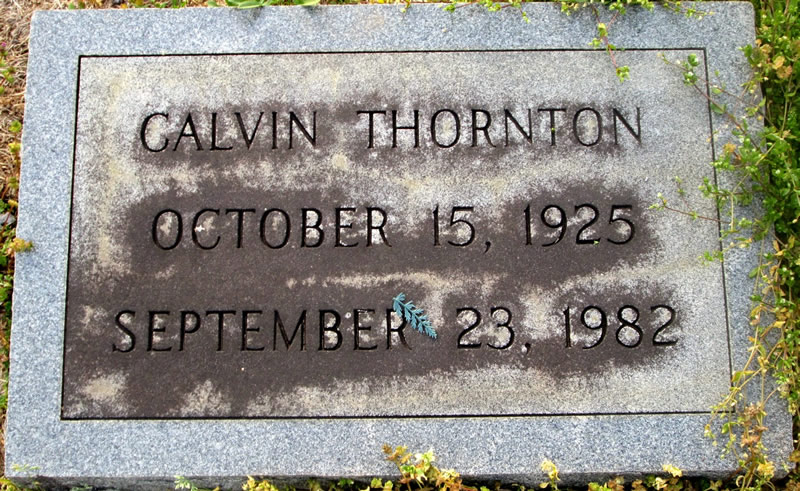 CALVIN THORNTON
OCTOBER 15, 1925
SEPTEMBER 23, 1982